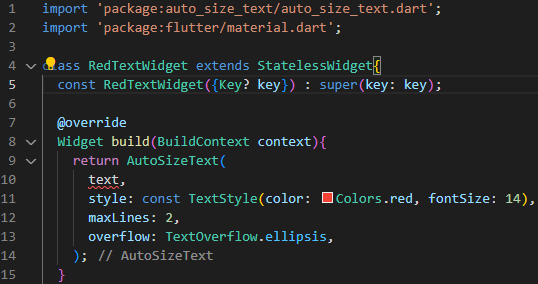 1 import 'package:auto_size_text/auto_size_text.dart';
2 import 'package:flutter/material.dart';
3
4 class RedTextWidget extends StatelessWidget{
5 const RedTextWidget({Key? key}) : super(key: key);
6
7 @override
8 Widget build(BuildContext context){
9 return AutoSizeText(
10 text,
11 style: const TextStyle(color: Colors.red, fontSize: 14),
12 maxLines: 2,
13 overflow: TextOverflow.ellipsis,
14 ); // AutoSizeText
15 }